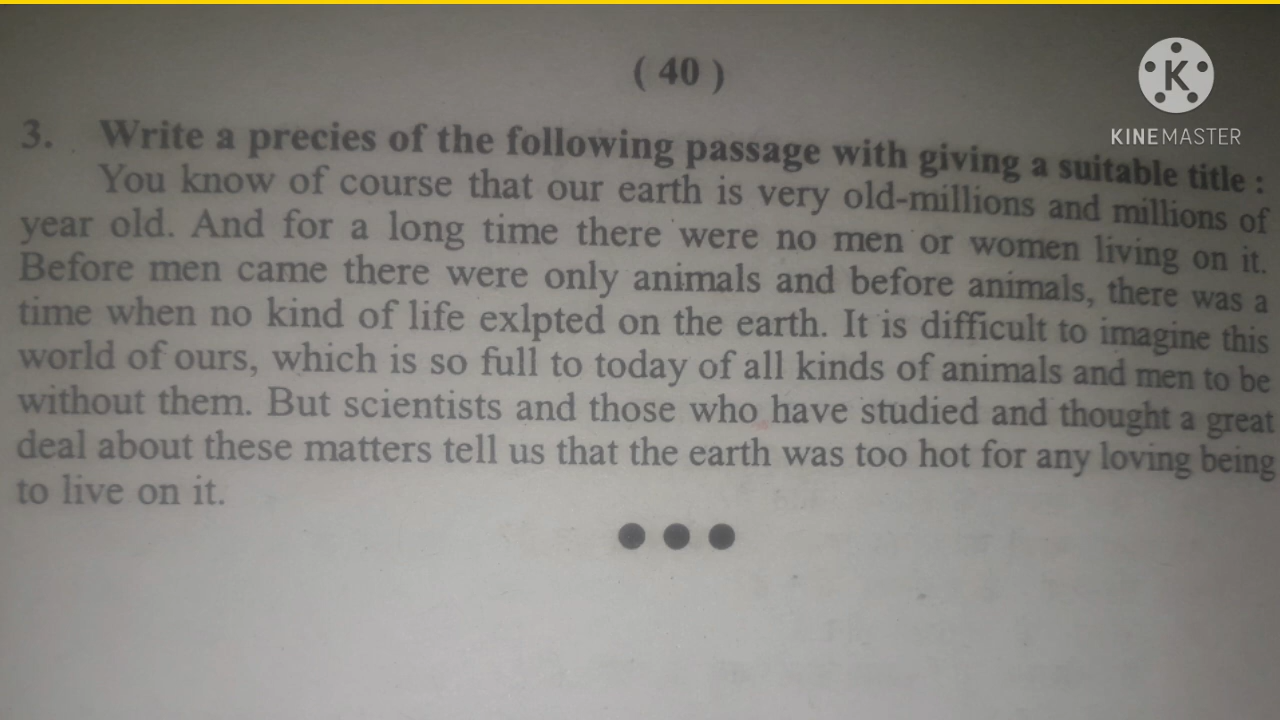 ( 40 )
KINEMASTER
3. Write a precies of the following passage with giving a suitable title :
You know of course that our earth is very old-millions and millions of
year old. And for a long time there were no men or women living on it.
Before men came there were only animals and before animals, there was a
time when no kind of life exlpted on the earth. It is difficult to imagine this
world of ours, which is so full to today of all kinds of animals and men to be
without them. But scientists and those who have studied and thought a great
deal about these matters tell us that the earth was too hot for any loving being
to live on it.